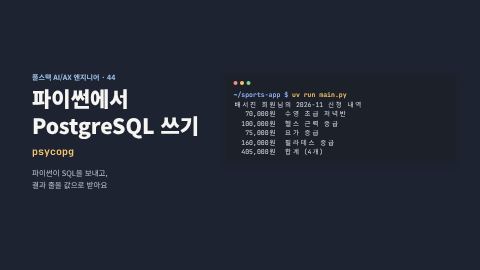 풀스택 AI/AX 엔지니어 · 44
파이썬에서
PostgreSQL 쓰기
psycopg
파이썬이 SQL을 보내고,
결과 줄을 값으로 받아요
~/sports-app $ uv run main.py
배서진 회원님의 2026-11 신청 내역
70,000원 수영 초급 저녁반
100,000원 헬스 근력 중급
75,000원 요가 중급
160,000원 필라테스 중급
405,000원 합계 (4개)